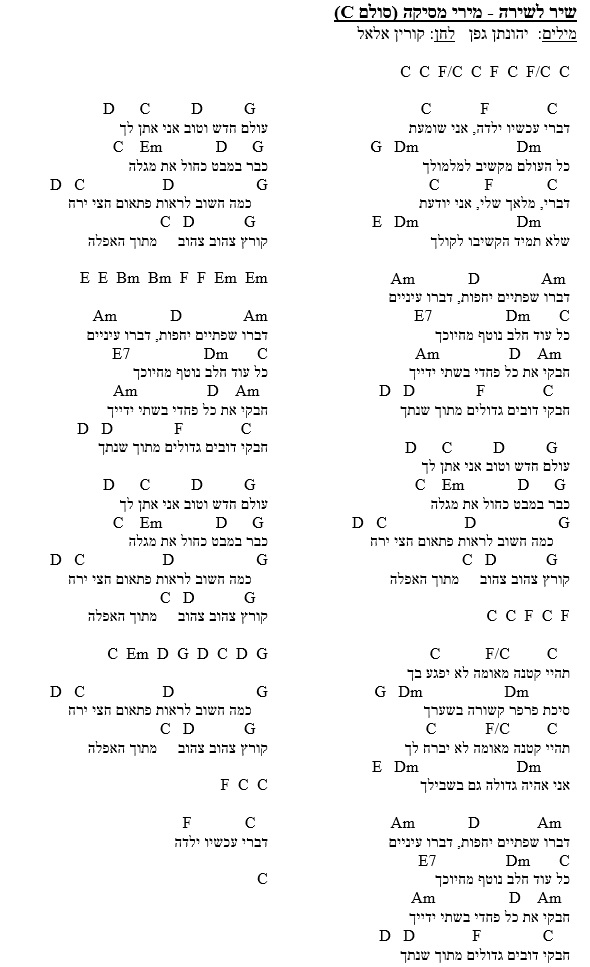 שיר לשירה - מירי מסיקה (סולם C)
מילים: יהונתן גפן לחן: קורין אלאל
C C F/C C F C F/C C
C F C
דברי עכשיו ילדה, אני שומעת
G Dm Dm
כל העולם מקשיב למלמולך
C F C
דברי, מלאך שלי, אני יודעת
E Dm Dm
שלא תמיד הקשיבו לקולך
Am D Am
דברו שפתיים יחפות, דברו עיניים
E7 Dm C
כל עוד חלב נוטף מחיוכך
Am D Am
חבקי את כל פחדי בשתי ידייך
D D F C
חבקי דובים גדולים מתוך שנתך
D C D G
עולם חדש וטוב אני אתן לך
C Em D G
כבר במבט כחול את מגלה
D C D G
כמה חשוב לראות פתאום חצי ירח
C D G
קורץ צהוב צהוב מתוך האפלה
C C F C F
C F/C C
תהיי קטנה מאומה לא יפגע בך
G Dm Dm
סיכת פרפר קשורה בשערך
C F/C C
תהיי קטנה מאומה לא יברח לך
E Dm Dm
אני אהיה גדולה גם בשבילך
Am D Am
דברו שפתיים יחפות, דברו עיניים
E7 Dm C
כל עוד חלב נוטף מחיוכך
Am D Am
חבקי את כל פחדי בשתי ידייך
D D F C
חבקי דובים גדולים מתוך שנתך
D C D G
עולם חדש וטוב אני אתן לך
C Em D G
כבר במבט כחול את מגלה
D C D G
כמה חשוב לראות פתאום חצי ירח
C D G
קורץ צהוב צהוב מתוך האפלה
E E Bm Bm F F Em Em
Am D Am
דברו שפתיים יחפות, דברו עיניים
E7 Dm C
כל עוד חלב נוטף מחיוכך
Am D Am
חבקי את כל פחדי בשתי ידייך
D D F C
חבקי דובים גדולים מתוך שנתך
D C D G
עולם חדש וטוב אני אתן לך
C Em D G
כבר במבט כחול את מגלה
D C D G
כמה חשוב לראות פתאום חצי ירח
C D G
קורץ צהוב צהוב מתוך האפלה
C Em D G D C D G
D C D G
כמה חשוב לראות פתאום חצי ירח
C D G
קורץ צהוב צהוב מתוך האפלה
F C C
F C
דברי עכשיו ילדה
C